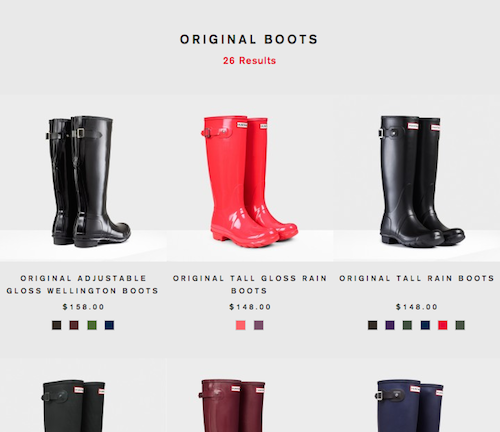 ORIGINAL BOOTS
26 Results
ORIGINAL ADJUSTABLE
GLOSS WELLINGTON BOOTS
$158.00
ORIGINAL TALL GLOSS RAIN
BOOTS
$148.00
ORIGINAL TALL RAIN BOOTS
$148.00